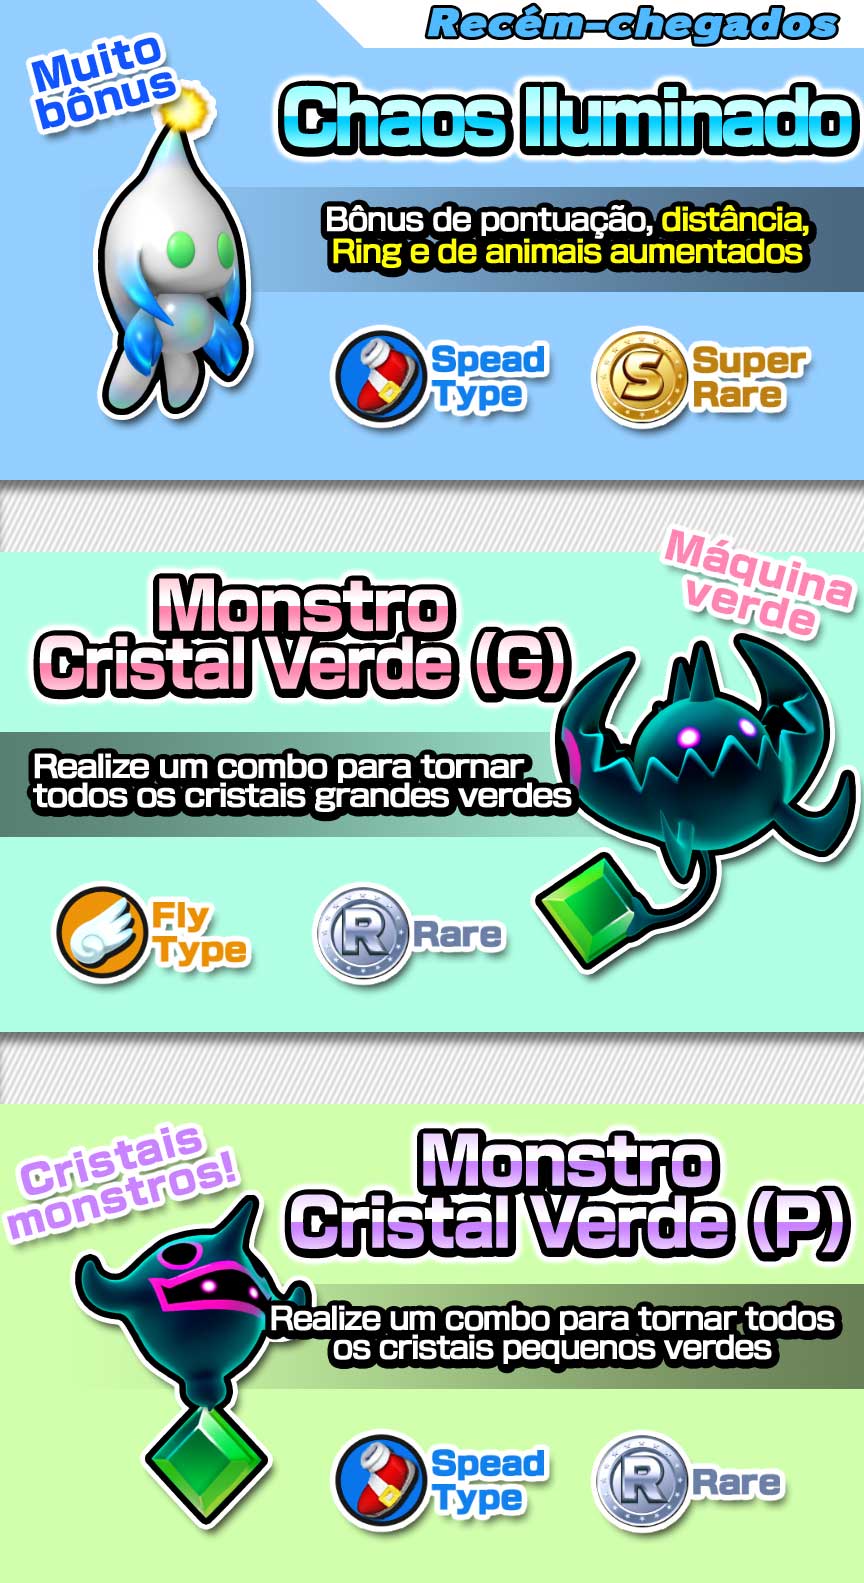 Recém-chegados
Muito
bônus
Chaos Iluminado
Bônus de pontuação, distância,
Ring e de animais aumentados
Spead
Type
S
Super
Rare
Máquina
verde
Monstro
Cristal Verde (G)
Realize um combo para tornar
todos os cristais grandes verdes
Fly
Type
R
Rare
Cristais
monstros!
Monstro
Cristal Verde (P)
Realize um combo para tornar todos
os cristais pequenos verdes
Spead
Type
R
Rare